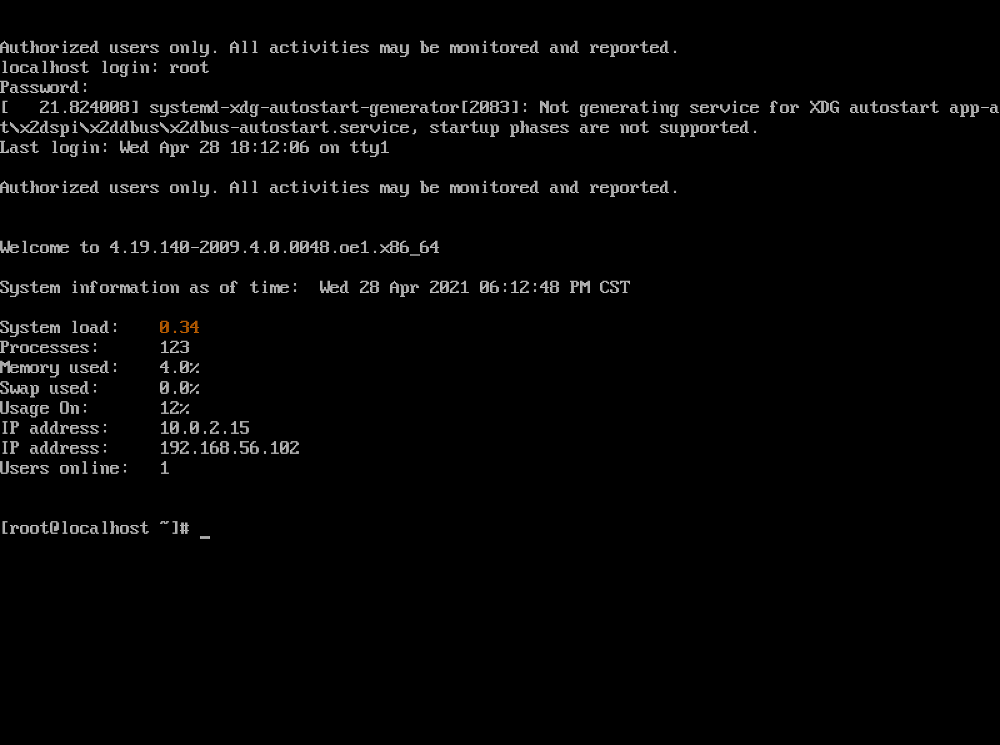 Authorized users only. All activities may be monitored and reported.
localhost login: root
Password:
[   21.824008] systemd-xdg-autostart-generator[2083]: Not generating service for XDG autostart app-a
t\x2dspi\x2ddbus\x2dbus-autostart.service, startup phases are not supported.
Last login: Wed Apr 28 18:12:06 on tty1
Authorized users only. All activities may be monitored and reported.
Welcome to 4.19.140-2009.4.0.0048.oe1.x86_64
System information as of time:  Wed 28 Apr 2021 06:12:48 PM CST
System load:    0.34
Processes:      123
Memory used:    4.0%
Swap used:      0.0%
Usage On:       12%
IP address:     10.0.2.15
IP address:     192.168.56.102
Users online:   1
[root@localhost ~]# _